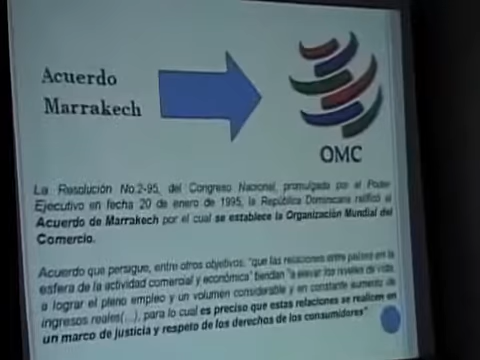 Acuerdo
Marrakech
OMC
La Resolución No.2-95, del Congreso Nacional, promulgada por el Poder
Ejecutivo en fecha 20 de enero de 1995, la República Dominicana ratificó el
Acuerdo de Marrakech por el cual se establece la Organización Mundial del
Comercio.
Acuerdo que persigue, entre otros objetivos, "que las relaciones entre países en la
esfera de la actividad comercial y económica" tiendan "a elevar los niveles de vida,
a lograr el pleno empleo y un volumen considerable y en constante aumento de
ingresos reales(...), para lo cual es preciso que estas relaciones se realicen en
un marco de justicia y respeto de los derechos de los consumidores"